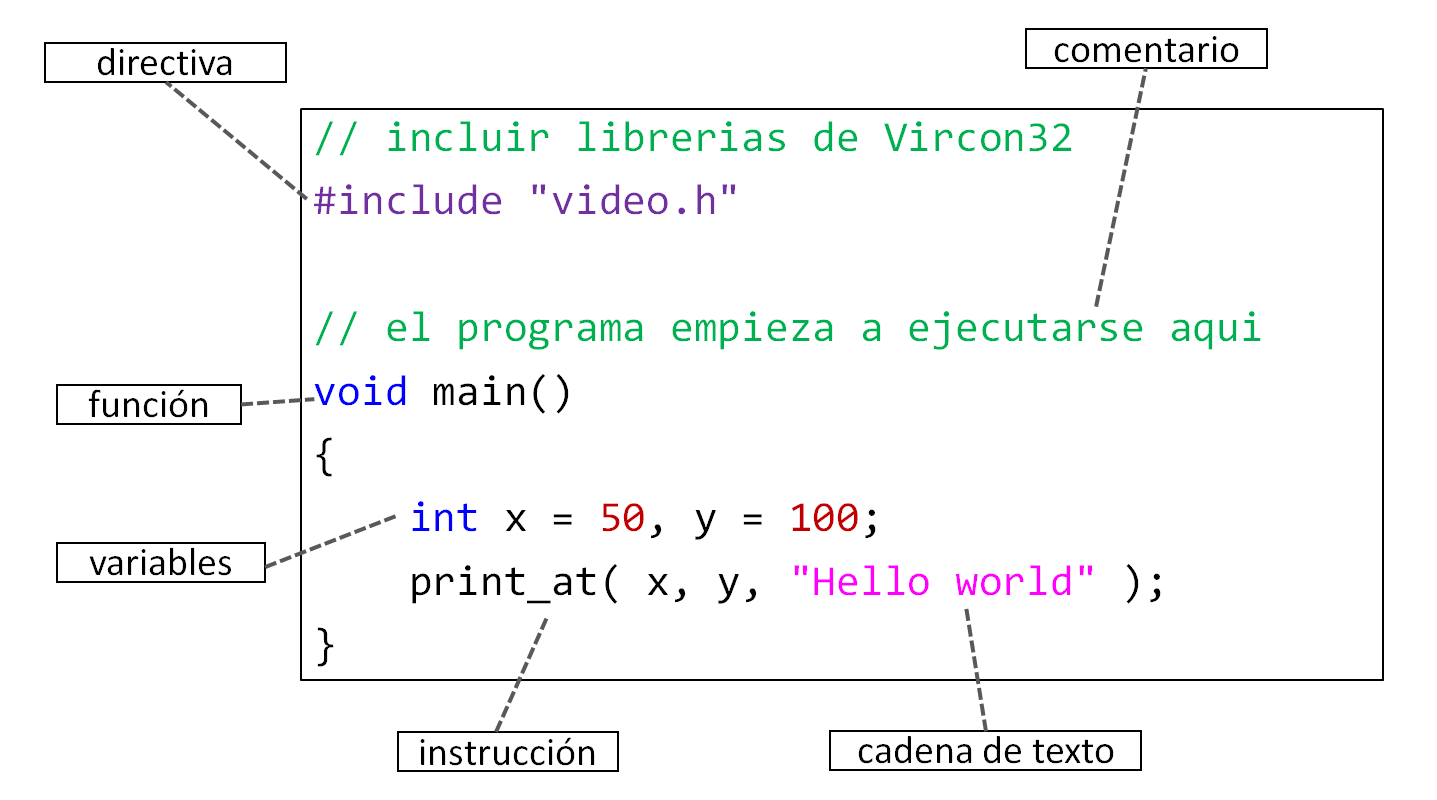 directiva
comentario
// incluir librerias de Vircon32
#include "video.h"
// el programa empieza a ejecutarse aqui
función
void main()
{
int x = 50, y = 100;
variables
print_at( x, y, "Hello world" );
}
instrucción
cadena de texto